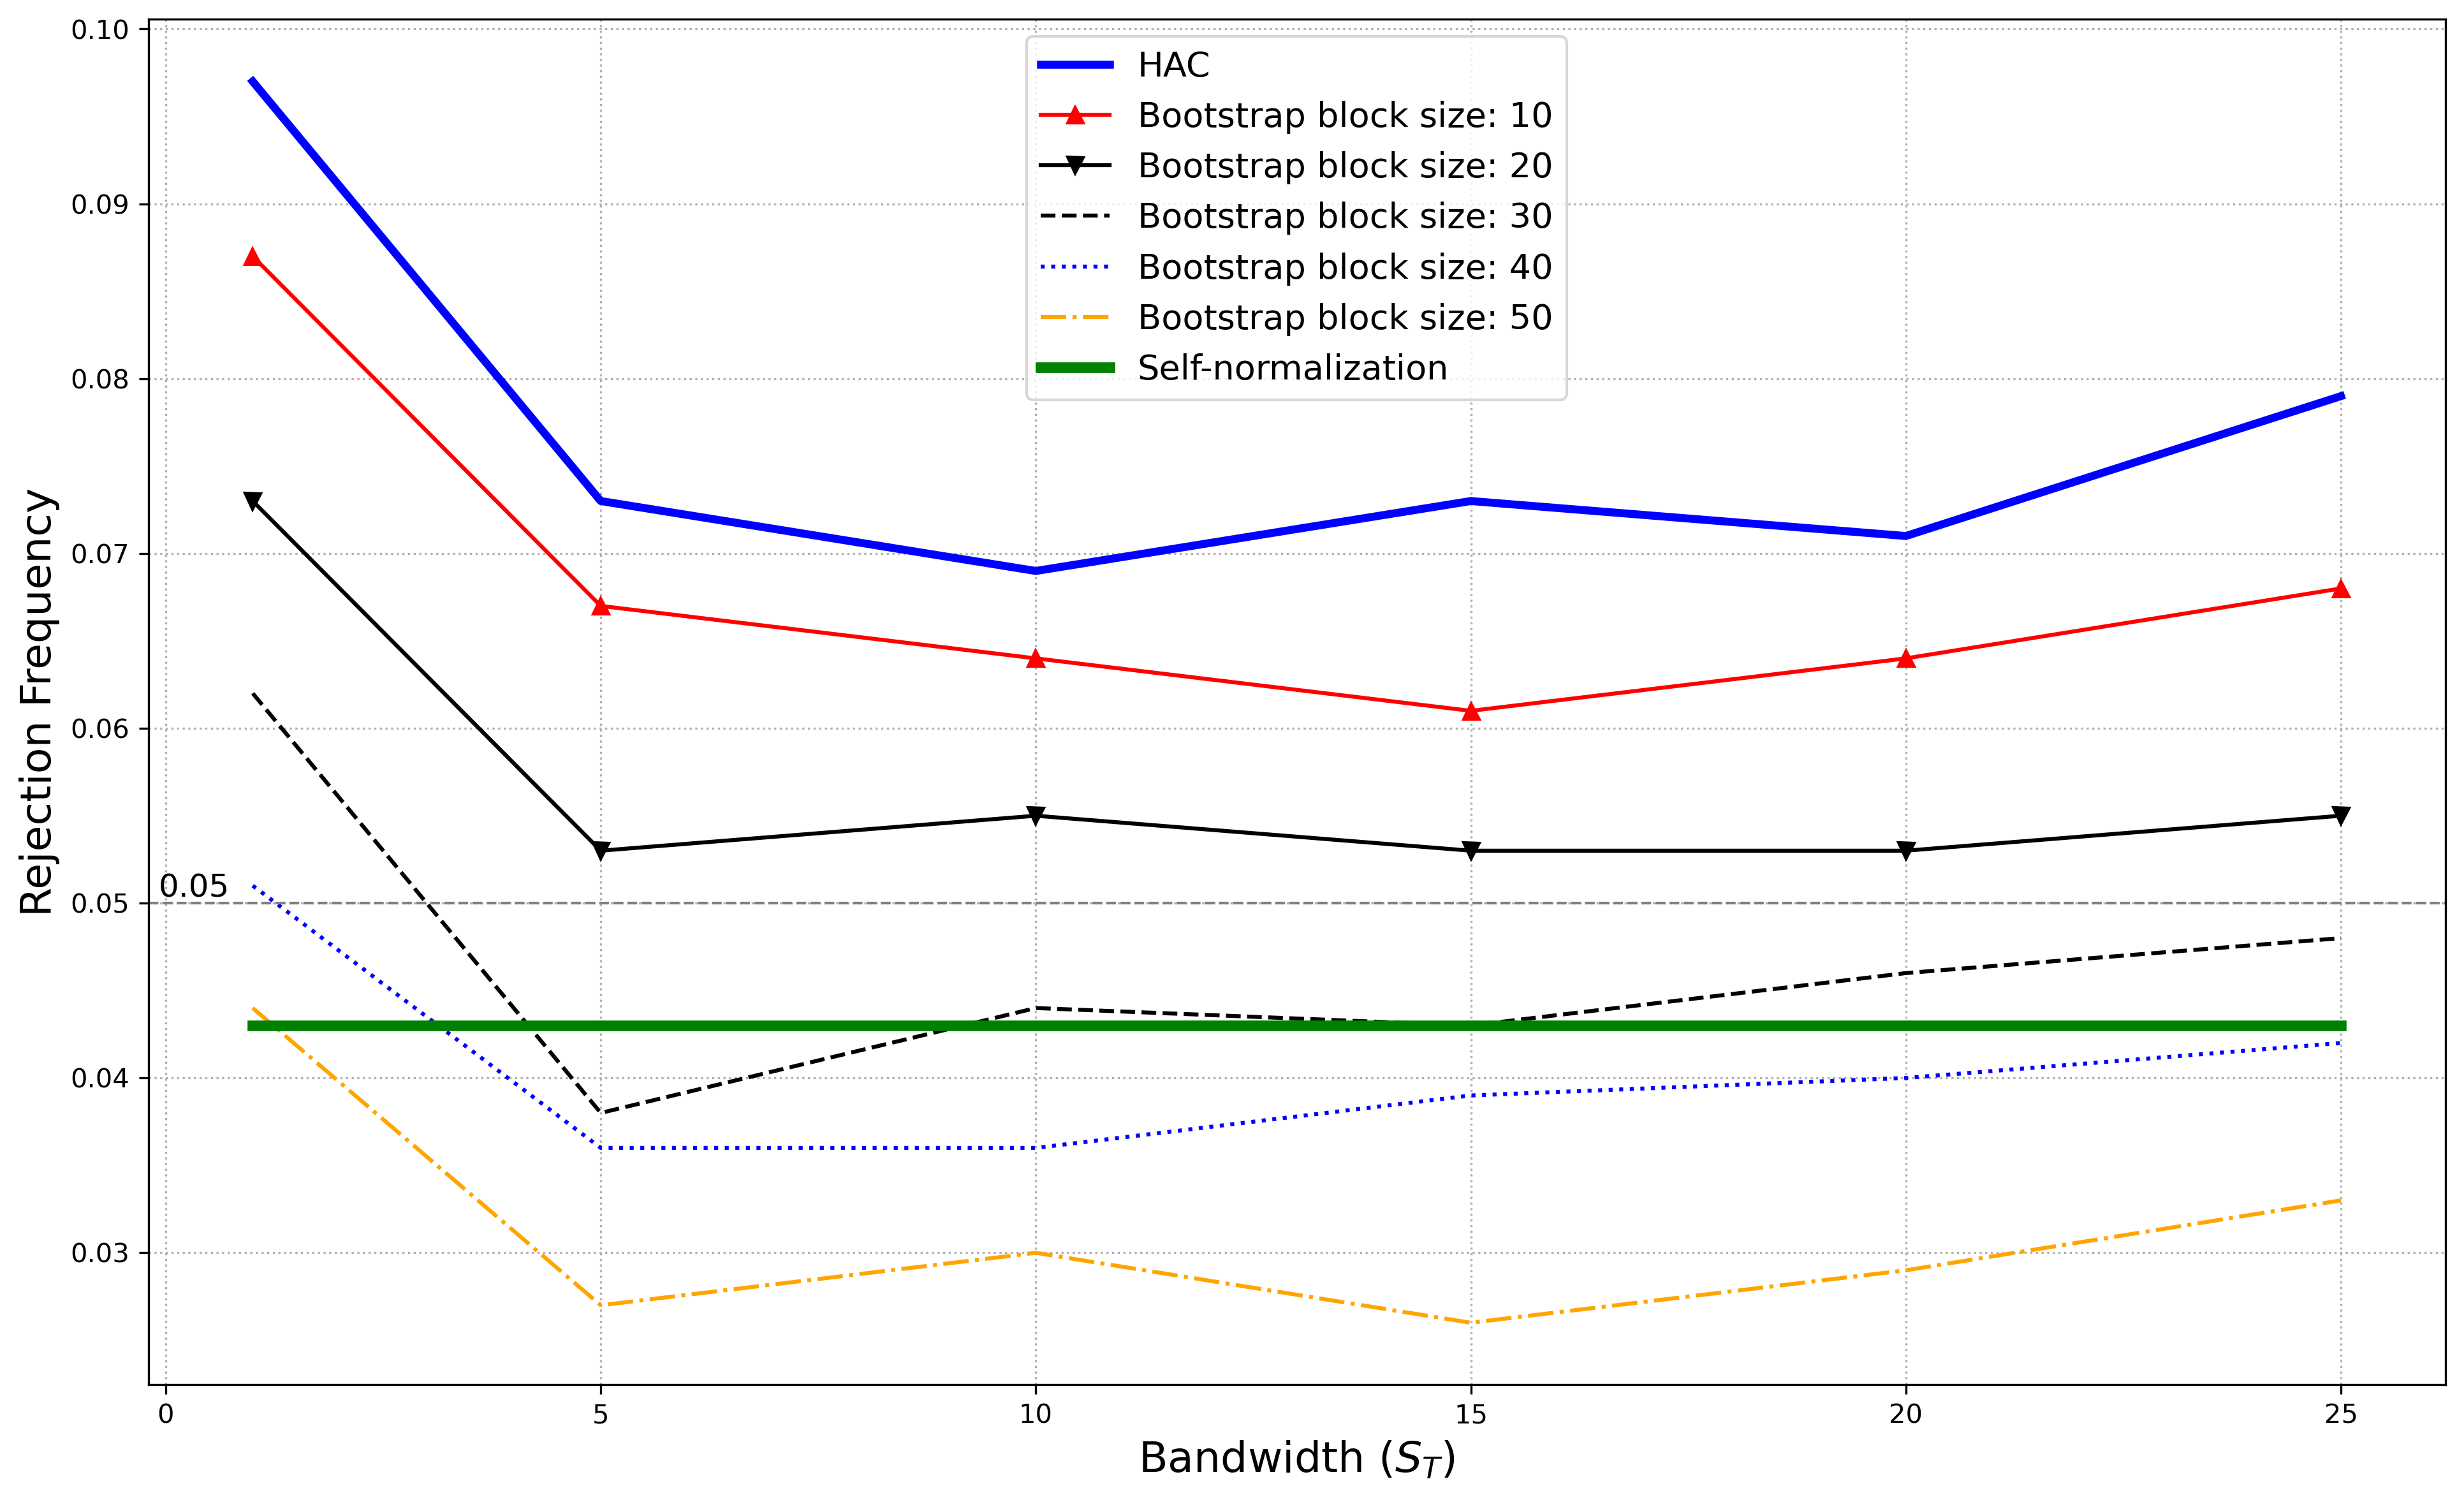 0.10
0.09
0.08
0.07
0.06
0.05
0.04
0.03
Rejection Frequency
0.05
HAC
Bootstrap block size: 10
Bootstrap block size: 20
Bootstrap block size: 30
Bootstrap block size: 40
Bootstrap block size: 50
Self-normalization
0 5 10 15 20 25
Bandwidth (S_T)